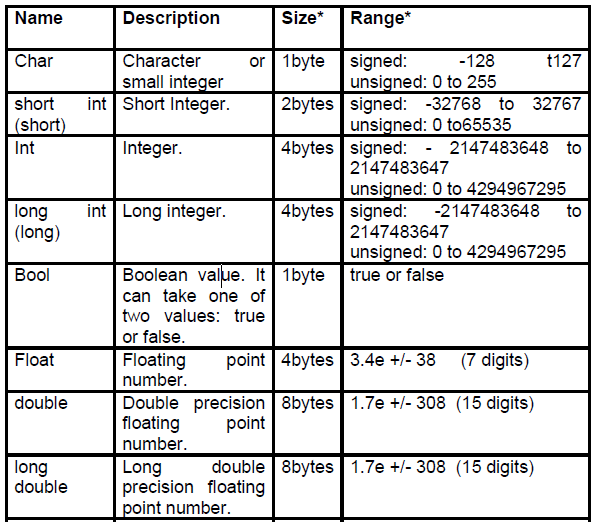 Name Description Size* Range*
Char Character or small integer 1byte signed: -128 t127
unsigned: 0 to 255
short int (short) Short Integer. 2bytes signed: -32768 to 32767
unsigned: 0 to65535
Int Integer. 4bytes signed: - 2147483648 to
2147483647
unsigned: 0 to 4294967295
long int (long) Long integer. 4bytes signed: -2147483648 to
2147483647
unsigned: 0 to 4294967295
Bool Boolean value. It 1byte true or false
can take one of
two values: true
or false.
Float Floating point 4bytes 3.4e +/- 38 (7 digits)
number.
double Double precision 8bytes 1.7e +/- 308 (15 digits)
floating point
number.
long double Long double 8bytes 1.7e +/- 308 (15 digits)
precision floating
point number.